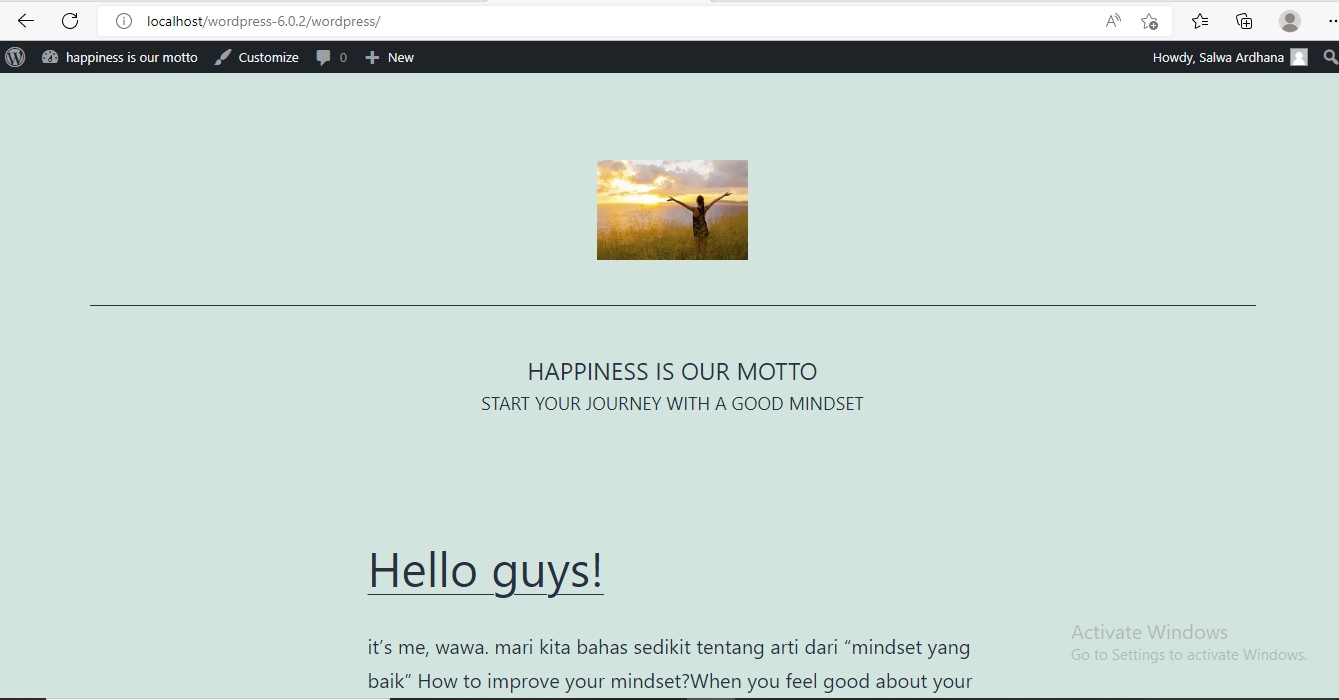 localhost/wordpress-6.0.2/wordpress/
happiness is our motto Customize 0 New Howdy, Salwa Ardhana
HAPPINESS IS OUR MOTTO
START YOUR JOURNEY WITH A GOOD MINDSET
Hello guys!
it’s me, wawa. mari kita bahas sedikit tentang arti dari “mindset yang
baik” How to improve your mindset?When you feel good about your
Activate Windows
Go to Settings to activate Windows.